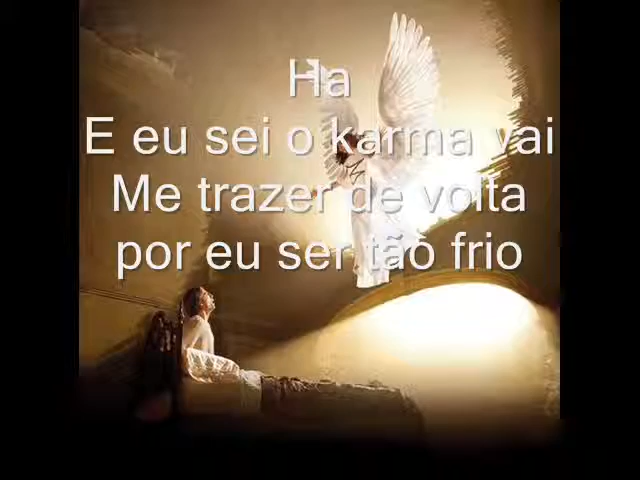 Ha
E eu sei o karma vai
Me trazer de volta
por eu ser tão frio